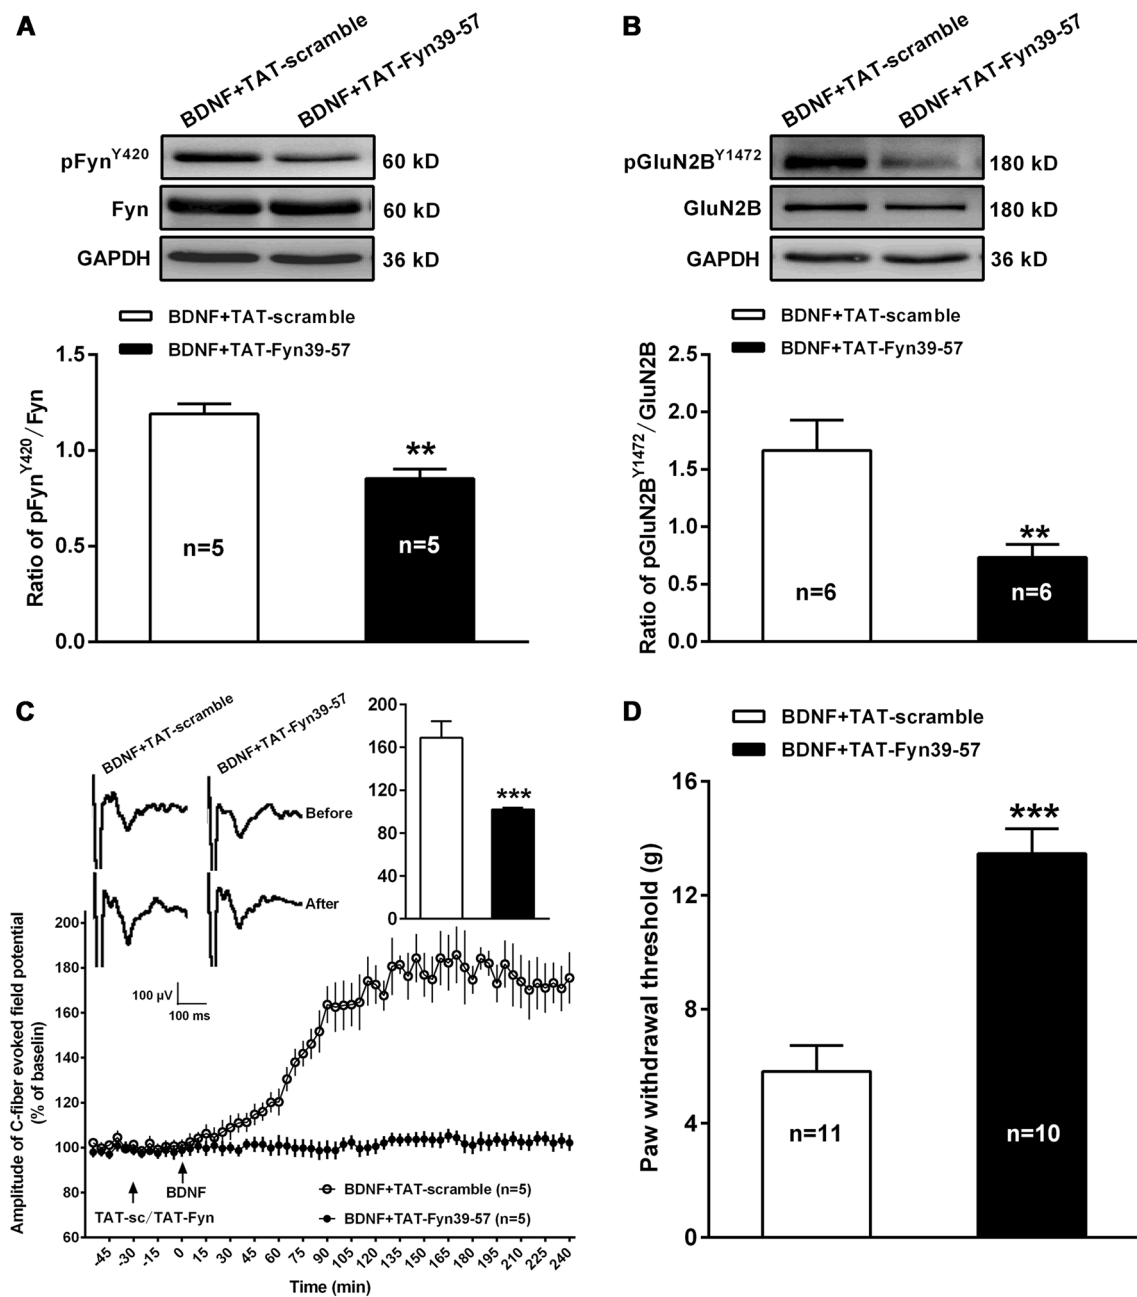 A
BDNF+TAT-scramble
BDNF+TAT-Fyn39-57
pFynY420
60 kD
Fyn
60 kD
GAPDH
36 kD
BDNF+TAT-scramble
BDNF+TAT-Fyn39-57
Ratio of pFynY420/Fyn
1.5
1.0
0.5
0.0
**
n=5
n=5
B
BDNF+TAT-scramble
BDNF+TAT-Fyn39-57
pGluN2BY1472
180 kD
GluN2B
180 kD
GAPDH
36 kD
BDNF+TAT-scamble
BDNF+TAT-Fyn39-57
Ratio of pGluN2BY1472/GluN2B
2.5
2.0
1.5
1.0
0.5
0.0
**
n=6
n=6
C
BDNF+TAT-scramble
BDNF+TAT-Fyn39-57
Before
After
100 µV
100 ms
200
160
120
80
40
0
***
Amplitude of C-fiber evoked field potential
(% of baselin)
200
180
160
140
120
100
80
60
BDNF
TAT-sc/TAT-Fyn
BDNF+TAT-scramble (n=5)
BDNF+TAT-Fyn39-57 (n=5)
-45 -30 -15 0 15 30 45 60 75 90 105 120 135 150 165 180 195 210 225 240
Time (min)
D
BDNF+TAT-scramble
BDNF+TAT-Fyn39-57
Paw withdrawal threshold (g)
16
12
8
4
0
***
n=11
n=10